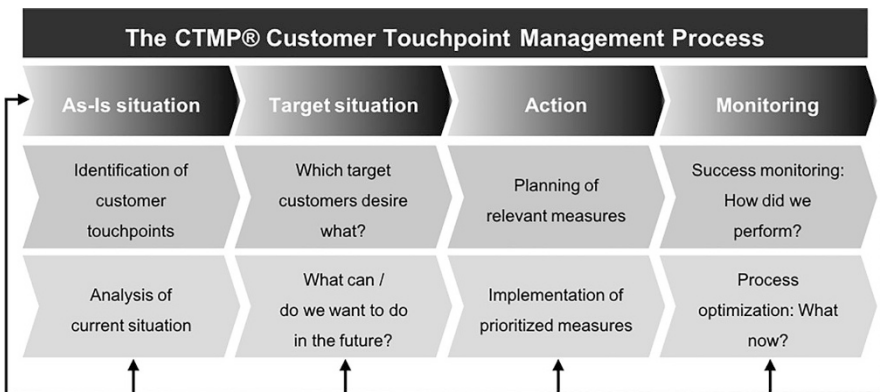 The CTMP® Customer Touchpoint Management Process
As-Is situation
Target situation
Action
Monitoring
Identification of
customer
touchpoints
Which target
customers desire
what?
Planning of
relevant measures
Success monitoring:
How did we
perform?
Analysis of
current situation
What can /
do we want to do
in the future?
Implementation of
prioritized measures
Process
optimization: What
now?